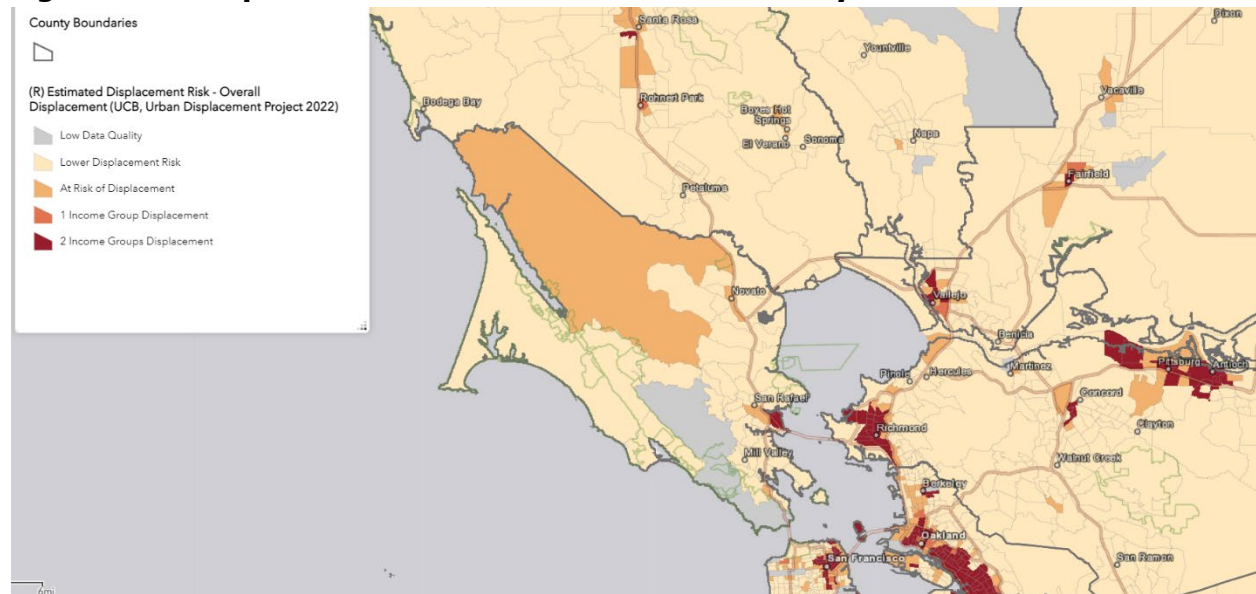 County Boundaries
(R) Estimated Displacement Risk - Overall
Displacement (UCB, Urban Displacement Project 2022)
Low Data Quality
Lower Displacement Risk
At Risk of Displacement
1 Income Group Displacement
2 Income Groups Displacement
Santa Rosa
Dixon
Yountville
Vacaville
Bodega Bay
Rohnert Park
Boyes Hot
Springs
El Verano
Sonoma
Napa
Fairfield
Petaluma
Novato
Vallejo
Benicia
Pittsburg
Antioch
Pinole
Hercules
Martinez
Concord
San Rafael
Richmond
Clayton
Mill Valley
Walnut Creek
Berkeley
Oakland
San Francisco
San Ramon
6mi